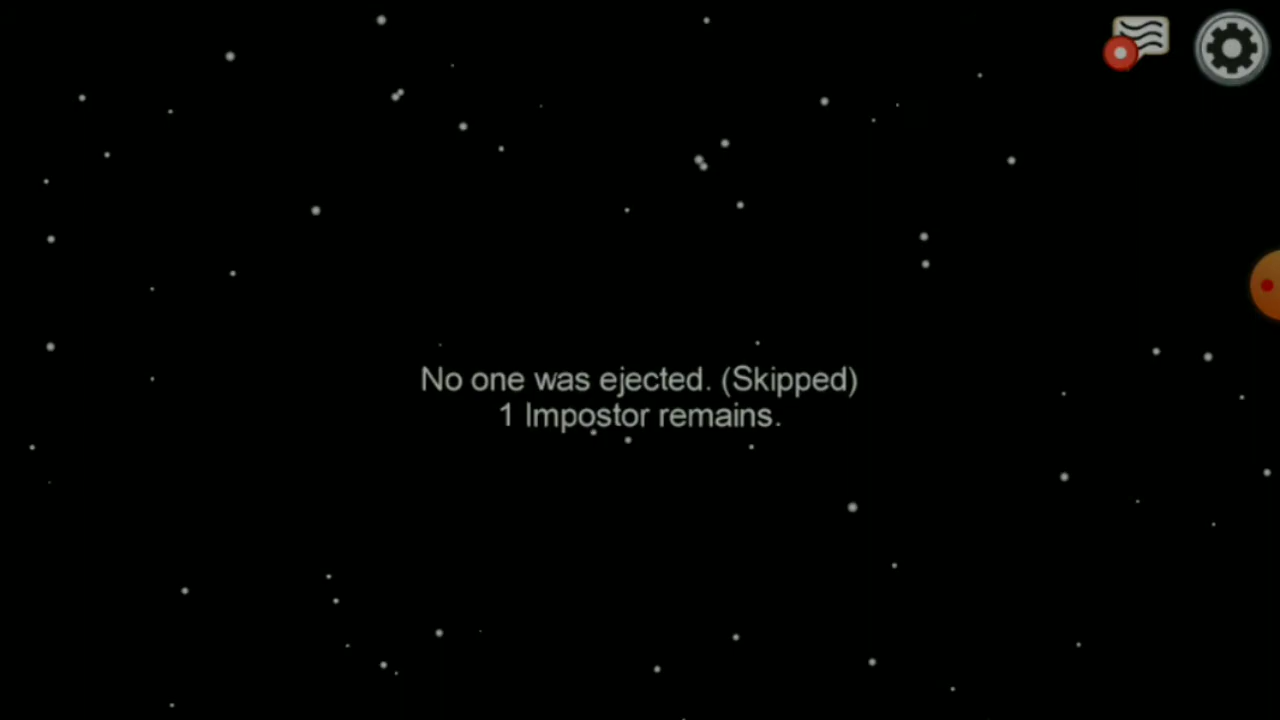 No one was ejected. (Skipped)
1 Impostor remains.